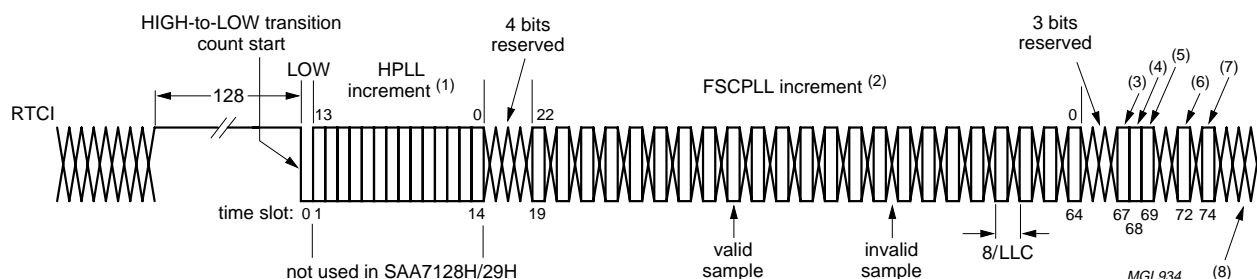 HIGH-to-LOW transition
count start
4 bits
reserved
3 bits
reserved
LOW
HPLL
increment (1)
FSCPLL increment (2)
(3)
(4)
(5)
(6)
(7)
128
13
0
22
0
RTCI
time slot:
0 1
14
19
64
67
68
69
72
74
valid
sample
invalid
sample
8/LLC
not used in SAA7128H/29H
MGL934
(8)